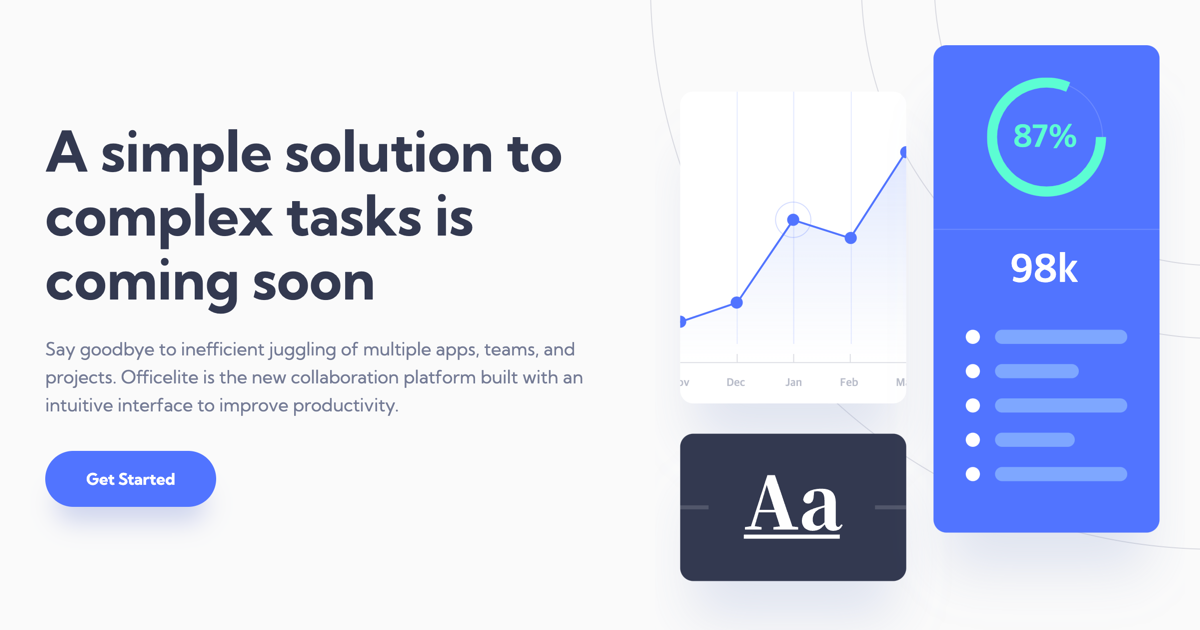 A simple solution to
complex tasks is
coming soon
Say goodbye to inefficient juggling of multiple apps, teams, and
projects. Officelite is the new collaboration platform built with an
intuitive interface to improve productivity.
Get Started
ov Dec Jan Feb M
Aa
87%
98k